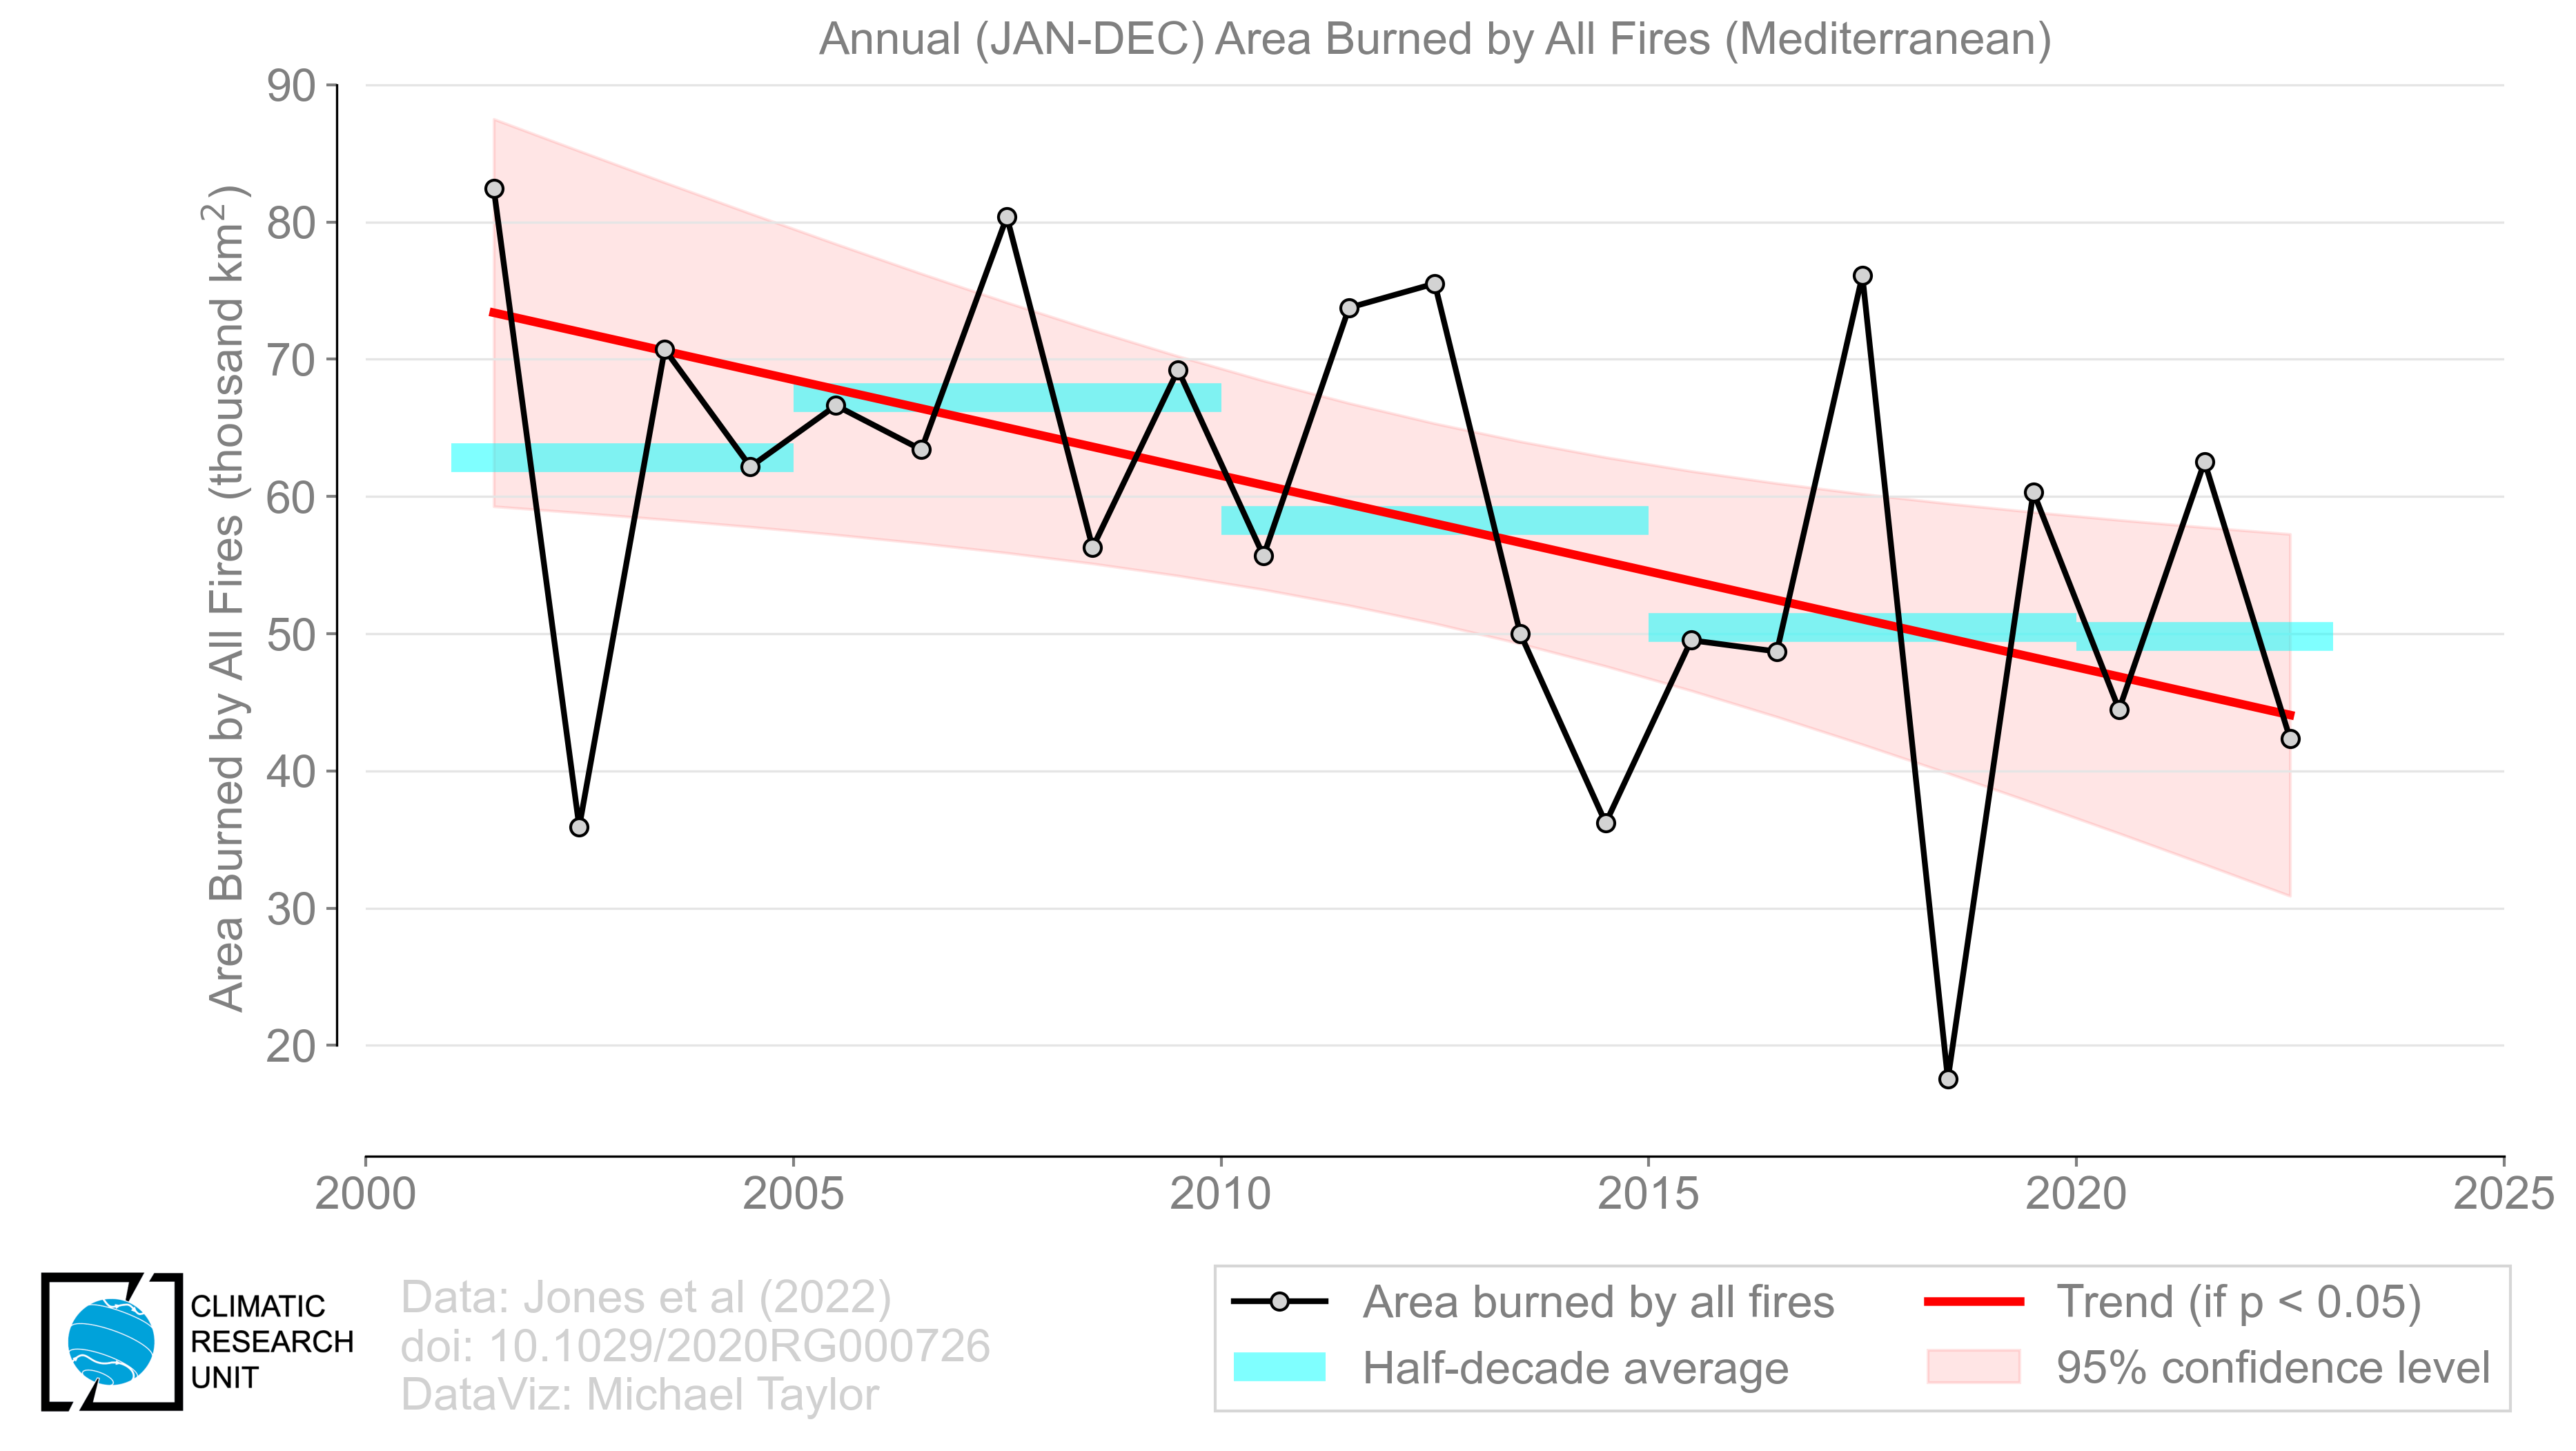 Annual (JAN-DEC) Area Burned by All Fires (Mediterranean)
Area Burned by All Fires (thousand km²)
90
80
70
60
50
40
30
20
2000
2005
2010
2015
2020
2025
CLIMATIC
RESEARCH
UNIT
Data: Jones et al (2022)
doi: 10.1029/2020RG000726
DataViz: Michael Taylor
Area burned by all fires
Half-decade average
Trend (if p < 0.05)
95% confidence level